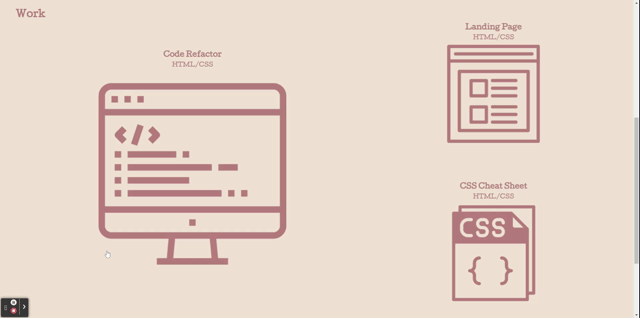 Work
Code Refactor
HTML/CSS
</>
Landing Page
HTML/CSS
CSS Cheat Sheet
HTML/CSS
CSS
{ }